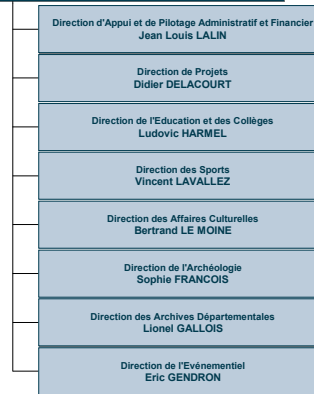 Direction d'Appui et de Pilotage Administratif et Financier
Jean Louis LALIN
Direction de Projets
Didier DELACOURT
Direction de l'Education et des Collèges
Ludovic HARMEL
Direction des Sports
Vincent LAVALLEZ
Direction des Affaires Culturelles
Bertrand LE MOINE
Direction de l'Archéologie
Sophie FRANCOIS
Direction des Archives Départementales
Lionel GALLOIS
Direction de l'Evénementiel
Eric GENDRON